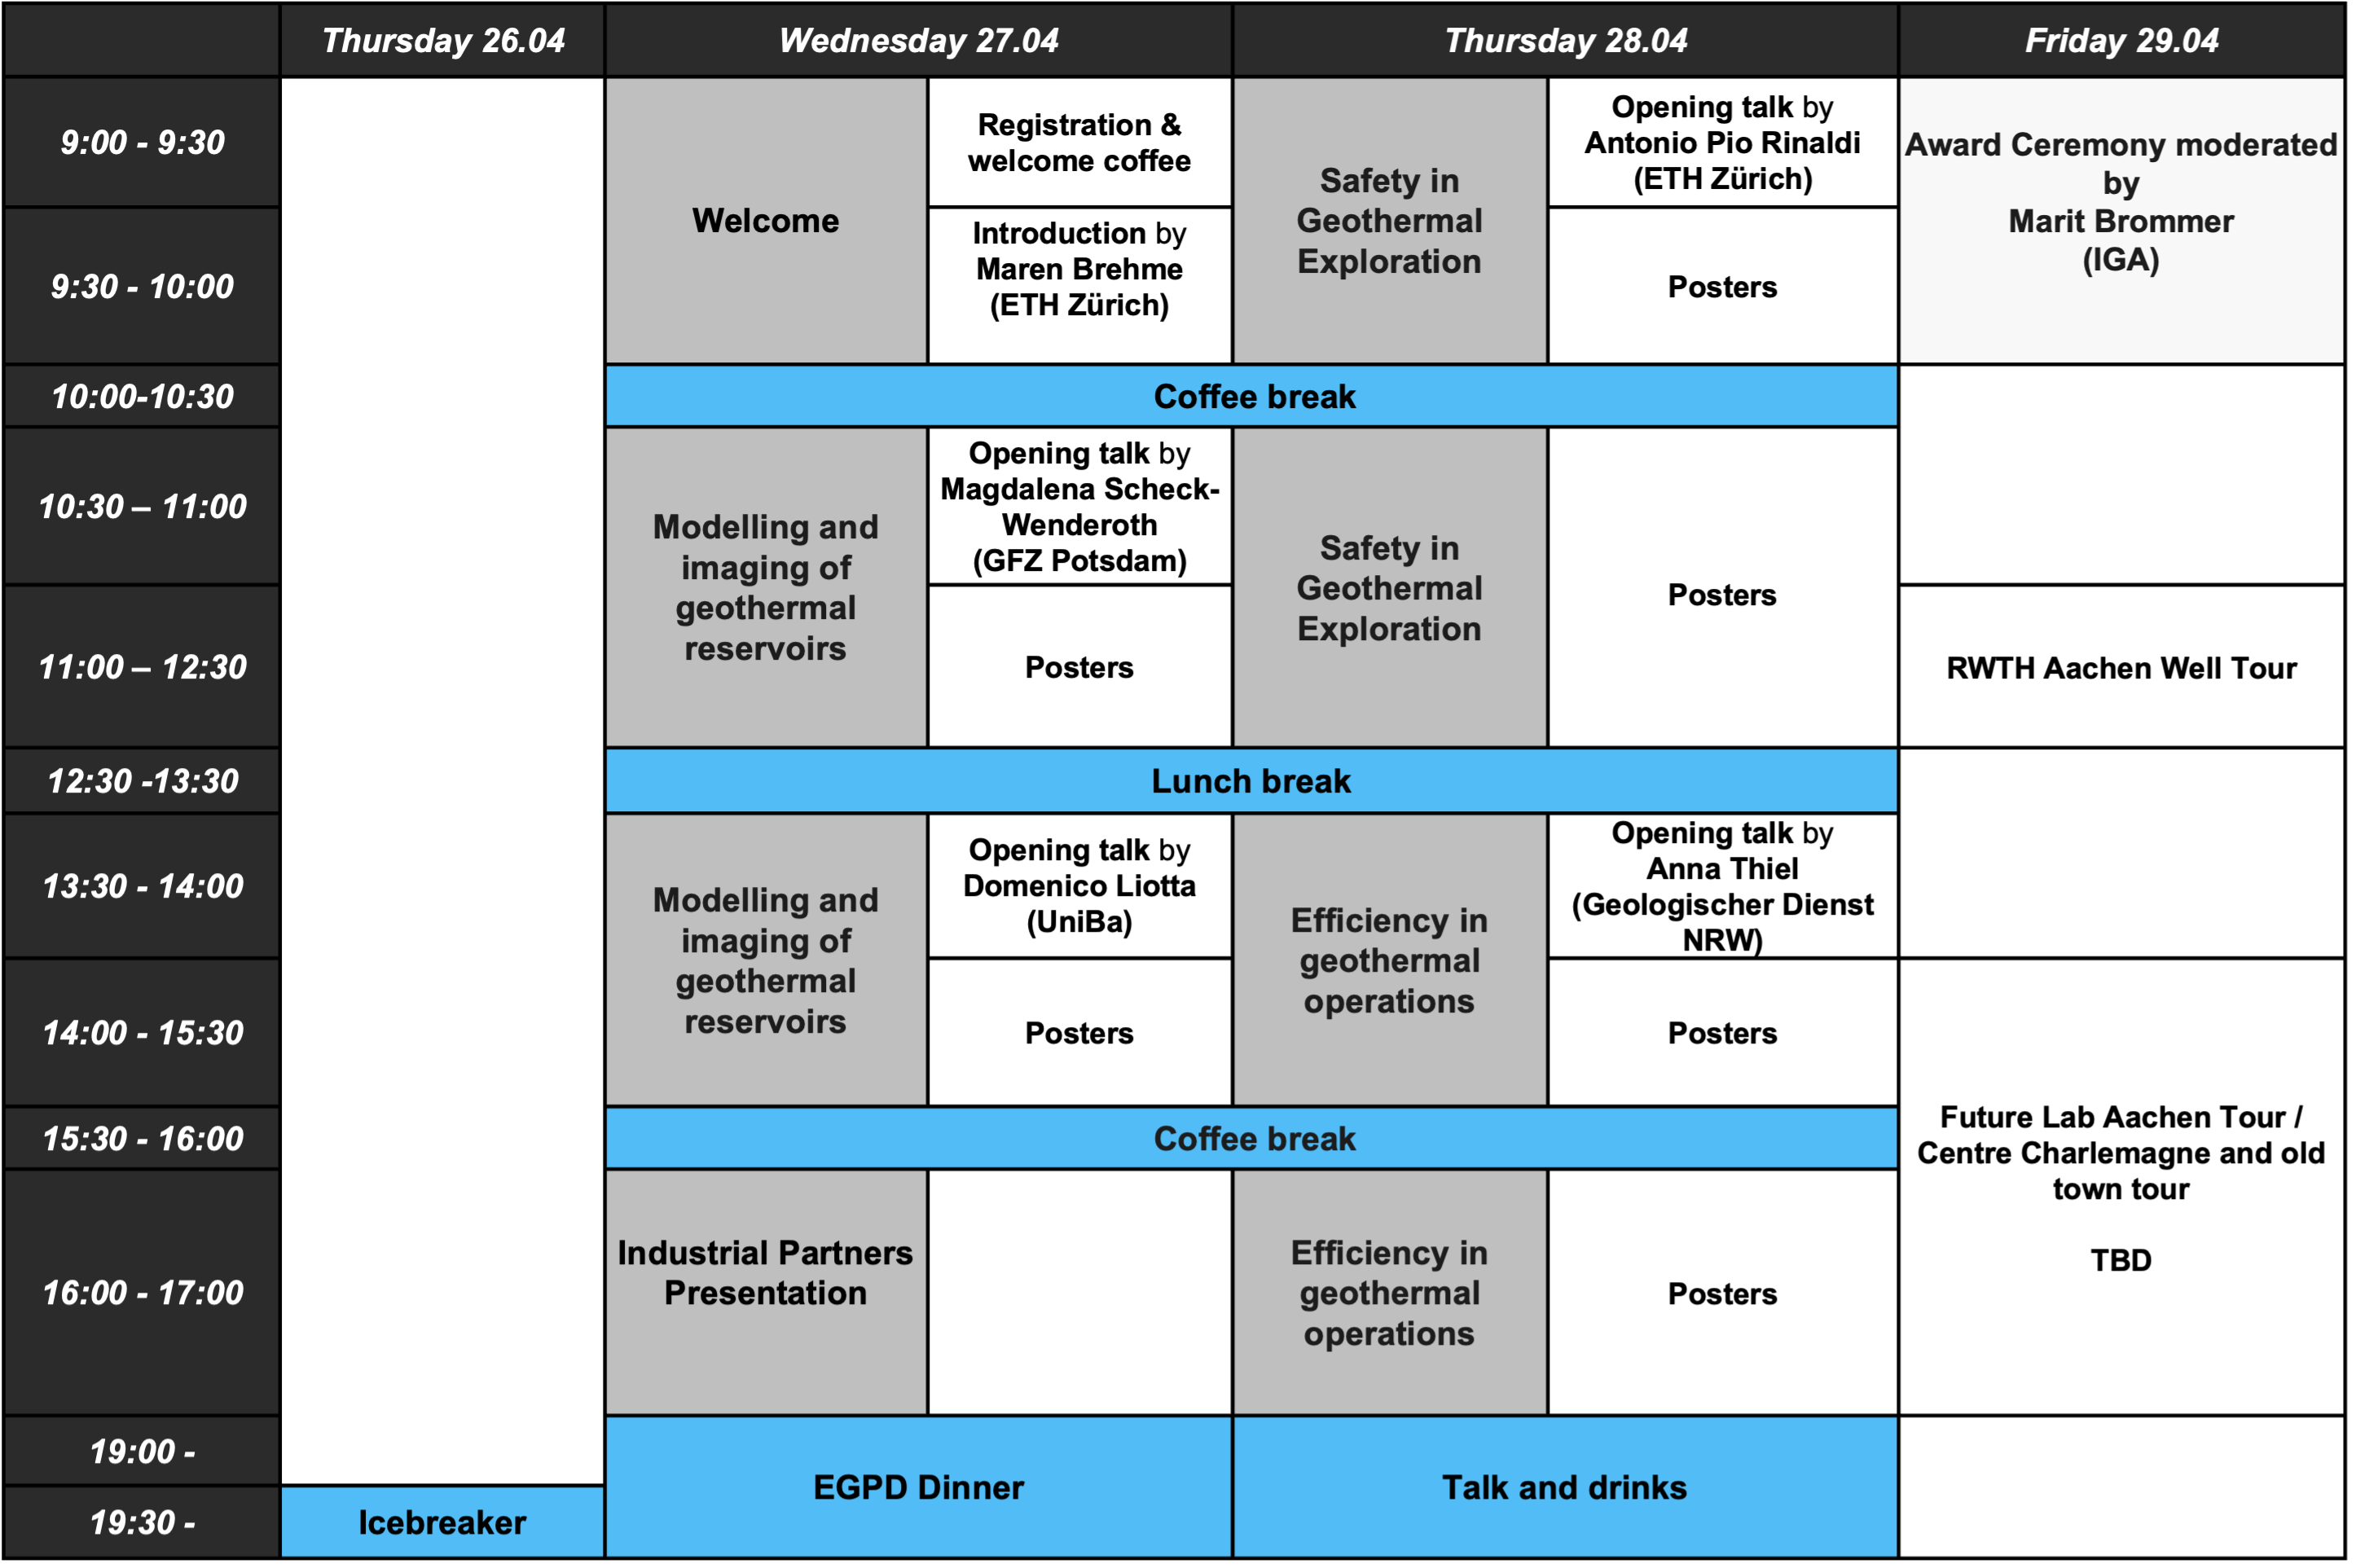 Thursday 26.04
Wednesday 27.04
Thursday 28.04
Friday 29.04
9:00 - 9:30
Welcome
Registration &
welcome coffee
Safety in
Geothermal
Exploration
Opening talk by
Antonio Pio Rinaldi
(ETH Zürich)
Award Ceremony moderated
by
Marit Brommer
(IGA)
9:30 - 10:00
Introduction by
Maren Brehme
(ETH Zürich)
Posters
10:00-10:30
Coffee break
10:30 – 11:00
Modelling and
imaging of
geothermal
reservoirs
Opening talk by
Magdalena Scheck-
Wenderoth
(GFZ Potsdam)
Safety in
Geothermal
Exploration
Posters
11:00 – 12:30
Posters
RWTH Aachen Well Tour
12:30 -13:30
Lunch break
13:30 - 14:00
Modelling and
imaging of
geothermal
reservoirs
Opening talk by
Domenico Liotta
(UniBa)
Efficiency in
geothermal
operations
Opening talk by
Anna Thiel
(Geologischer Dienst
NRW)
14:00 - 15:30
Posters
Posters
Future Lab Aachen Tour /
Centre Charlemagne and old
town tour
TBD
15:30 - 16:00
Coffee break
16:00 - 17:00
Industrial Partners
Presentation
Efficiency in
geothermal
operations
Posters
19:00 -
EGPD Dinner
Talk and drinks
19:30 -
Icebreaker